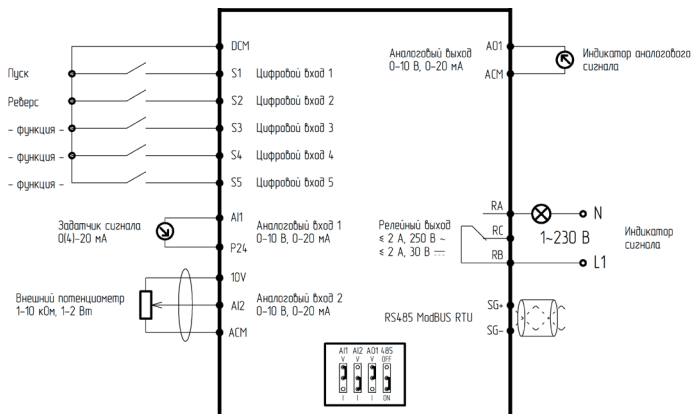 DCM
Пуск
S1 Цифровой вход 1
Реверс
S2 Цифровой вход 2
- функция -
S3 Цифровой вход 3
- функция -
S4 Цифровой вход 4
- функция -
S5 Цифровой вход 5
Задатчик сигнала
0(4)-20 мА
AI1
P24
Аналоговый вход 1
0-10 В, 0-20 мА
Внешний потенциометр
1-10 кОм, 1-2 Вт
10V
AI2
ACM
Аналоговый вход 2
0-10 В, 0-20 мА
Аналоговый выход
0-10 В, 0-20 мА
AO1
ACM
Индикатор аналогового
сигнала
Релейный выход
≤ 2 А, 250 В ~
≤ 2 А, 30 В ⎓
RA
RC
RB
N
1~230 В
L1
Индикатор
сигнала
RS485 ModBUS RTU
SG+
SG-
AI1 AI2 AO1 485
V V V OFF
I I I ON